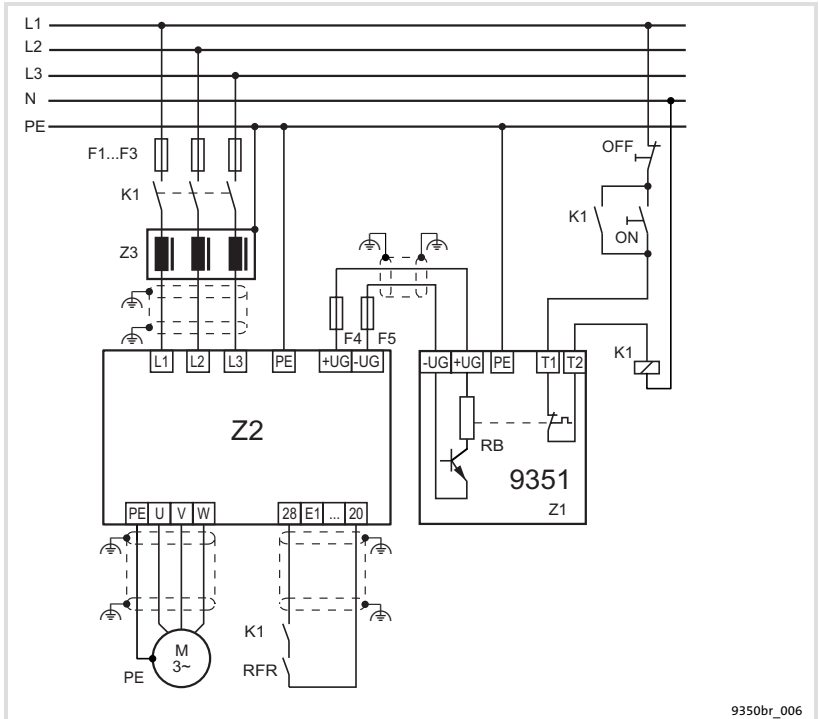 L1
L2
L3
N
PE
F1...F3
OFF
K1
K1
ON
Z3
F4 F5
K1
L1 L2 L3 PE +UG -UG
-UG +UG PE T1 T2
Z2
RB
9351
Z1
PE U V W
28 E1 ... 20
K1
RFR
M
3~
PE
9350br_006